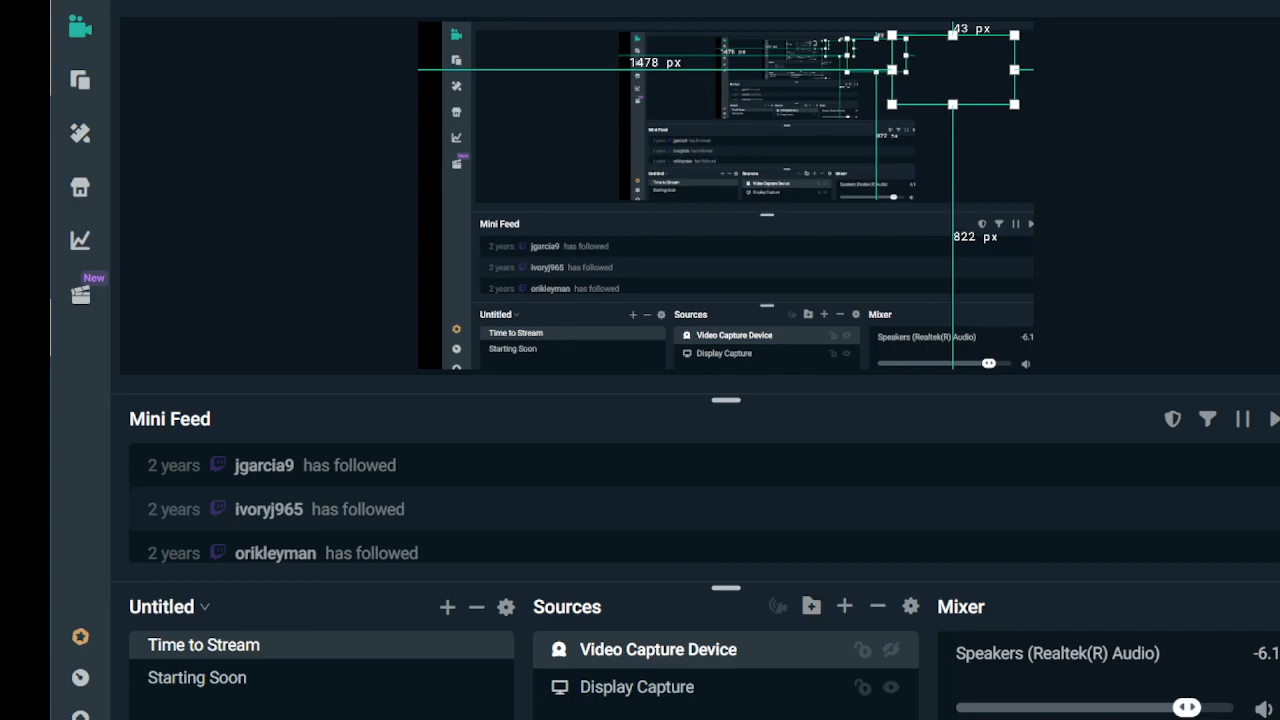 New
43 px
1478 px
822 px
Mini Feed
2 years jgarcia9 has followed
2 years ivoryj965 has followed
2 years orikleyman has followed
Untitled
Sources
Mixer
Time to Stream
Video Capture Device
Speakers (Realtek(R) Audio) -6.1
Starting Soon
Display Capture
Mini Feed
2 years jgarcia9 has followed
2 years ivoryj965 has followed
2 years orikleyman has followed
Untitled
Sources
Mixer
Time to Stream
Video Capture Device
Speakers (Realtek(R) Audio) -6.1
Starting Soon
Display Capture